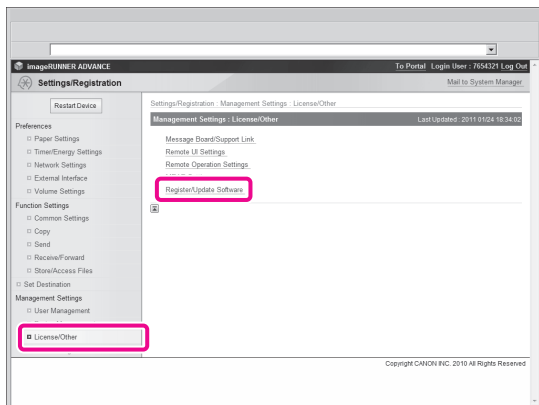 imageRUNNER ADVANCE
To Portal Login User : 7654321 Log Out
Settings/Registration
Mail to System Manager
Restart Device
Settings/Registration : Management Settings : License/Other
Management Settings : License/Other
Last Updated : 2011 01/24 18:34:02
Preferences
Paper Settings
Timer/Energy Settings
Network Settings
External Interface
Volume Settings
Function Settings
Common Settings
Copy
Send
Receive/Forward
Store/Access Files
Set Destination
Management Settings
User Management
License/Other
Message Board/Support Link
Remote UI Settings
Remote Operation Settings
Register/Update Software
Copyright CANON INC. 2010 All Rights Reserved